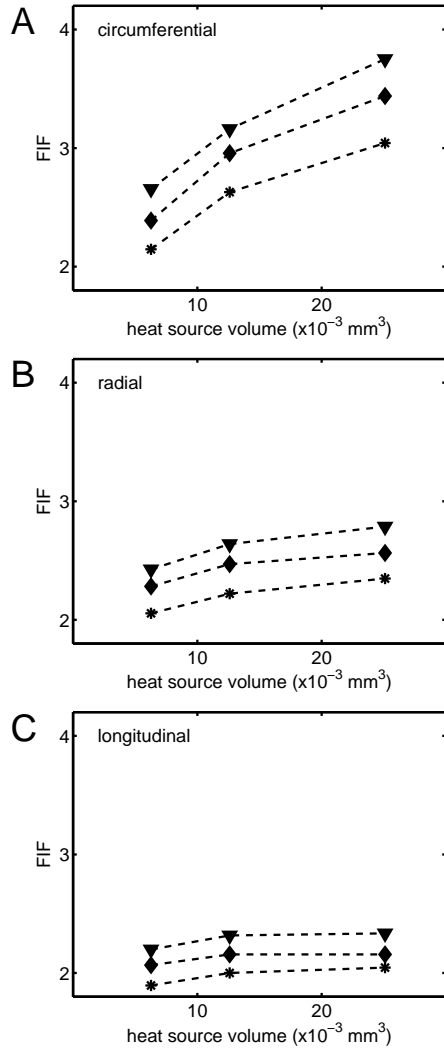 A
circumferential
4
3
2
FIF
10 20
heat source volume (x10⁻³ mm³)
B
radial
4
3
2
FIF
10 20
heat source volume (x10⁻³ mm³)
C
longitudinal
4
3
2
FIF
10 20
heat source volume (x10⁻³ mm³)